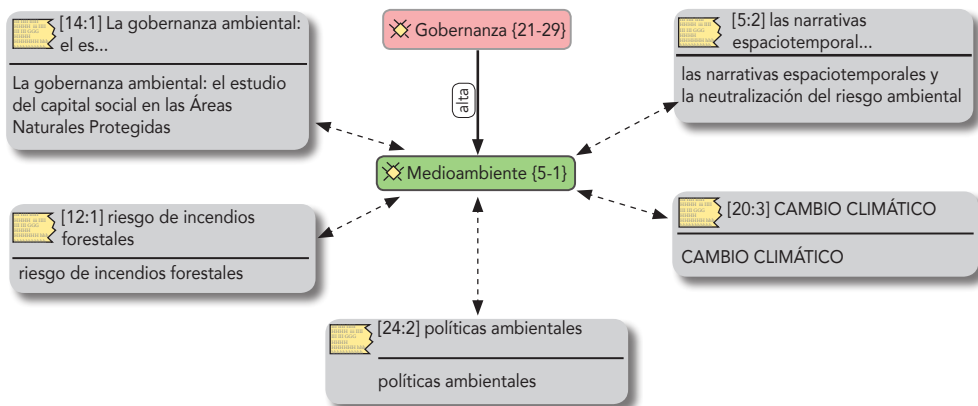 [14:1] La gobernanza ambiental:
el es...
La gobernanza ambiental: el estudio
del capital social en las Áreas
Naturales Protegidas
Gobernanza {21-29}
[5:2] las narrativas
espaciotemporal...
las narrativas espaciotemporales y
la neutralización del riesgo ambiental
alta
Medioambiente {5-1}
[12:1] riesgo de incendios
forestales
riesgo de incendios forestales
[20:3] CAMBIO CLIMÁTICO
CAMBIO CLIMÁTICO
[24:2] políticas ambientales
políticas ambientales